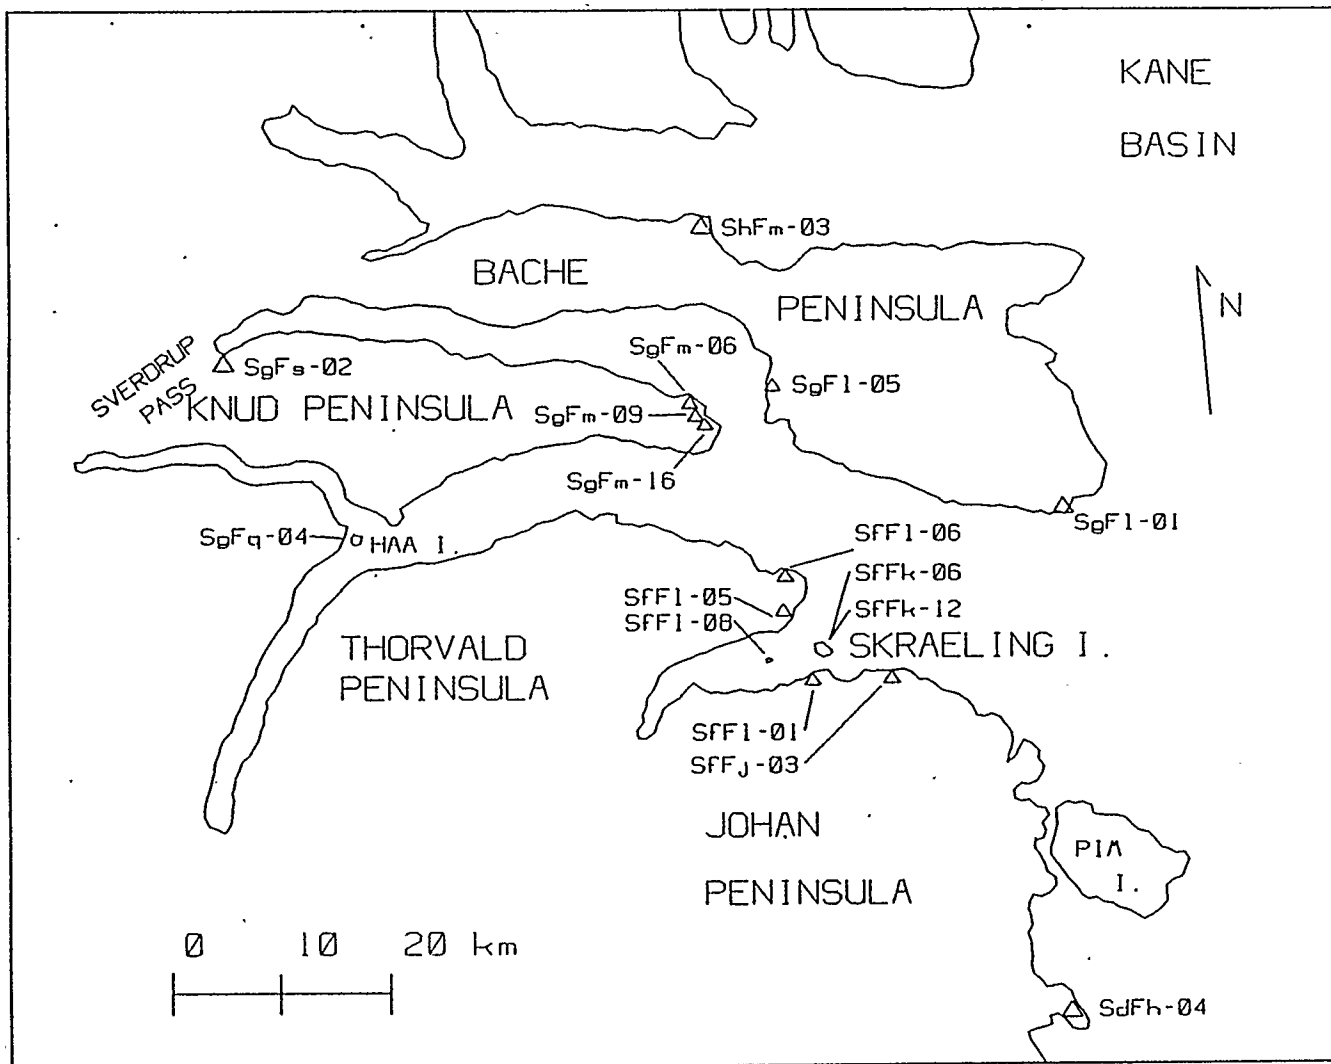 KANE
BASIN
ShFm-03
BACHE
PENINSULA
N
SgFm-06
SVERDRUP
PASS
SgFs-02
SgFl-05
KNUD PENINSULA
SgFm-09
SgFm-16
SgFl-01
SgFq-04
HAA I.
SfFl-06
SfFk-06
SfFl-05
SfFk-12
SfFl-08
THORVALD
PENINSULA
SKRAELING I.
SfFl-01
SfFj-03
JOHAN
PENINSULA
PIM
I.
0 10 20 km
SdFh-04